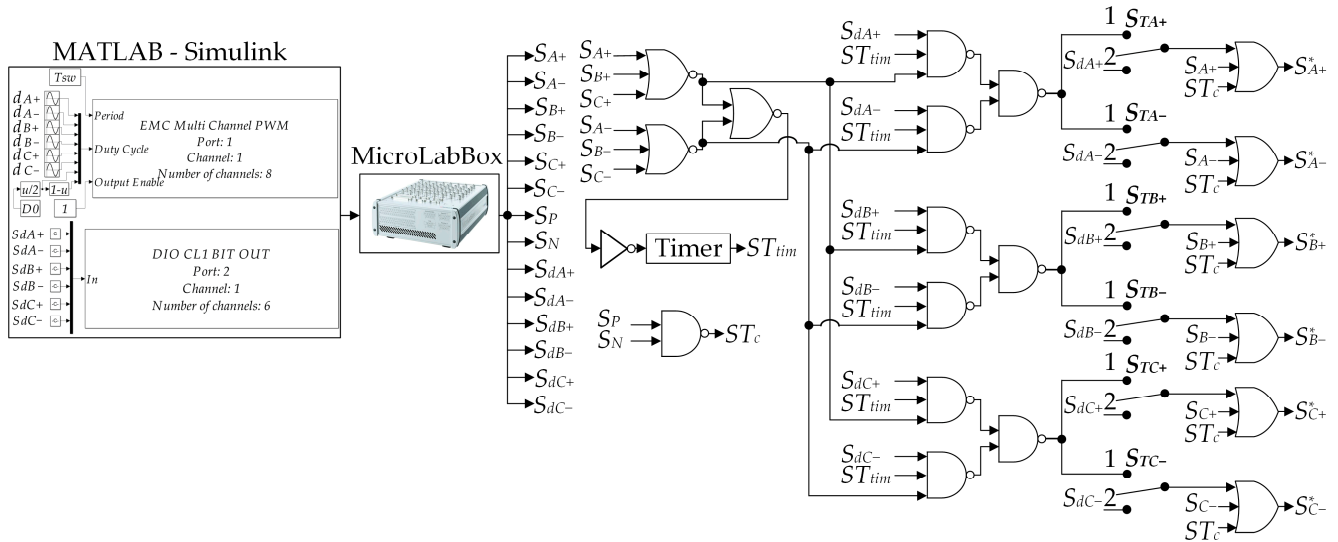 MATLAB - Simulink
Tsw
dA+
dA−
dB+
dB−
dC+
dC−
u/2
1-u
D0
1
Period
Duty Cycle
Output Enable
EMC Multi Channel PWM
Port: 1
Channel: 1
Number of channels: 8
SdA+
SdA−
SdB+
SdB−
SdC+
SdC−
In
DIO CL1 BIT OUT
Port: 2
Channel: 1
Number of channels: 6
MicroLabBox
SA+
SA−
SB+
SB−
SC+
SC−
SP
SN
SdA+
SdA−
SdB+
SdB−
SdC+
SdC−
SA+
SB+
SC+
SA−
SB−
SC−
Timer
STtim
SP
SN
STc
SdA+
STtim
SdA−
STtim
SdB+
STtim
SdB−
STtim
SdC+
STtim
SdC−
STtim
1 STA+
SdA+ 2
SA+
STc
S*A+
1 STA−
SdA− 2
SA−
STc
S*A−
1 STB+
SdB+ 2
SB+
STc
S*B+
1 STB−
SdB− 2
SB−
STc
S*B−
1 STC+
SdC+ 2
SC+
STc
S*C+
1 STC−
SdC− 2
SC−
STc
S*C−